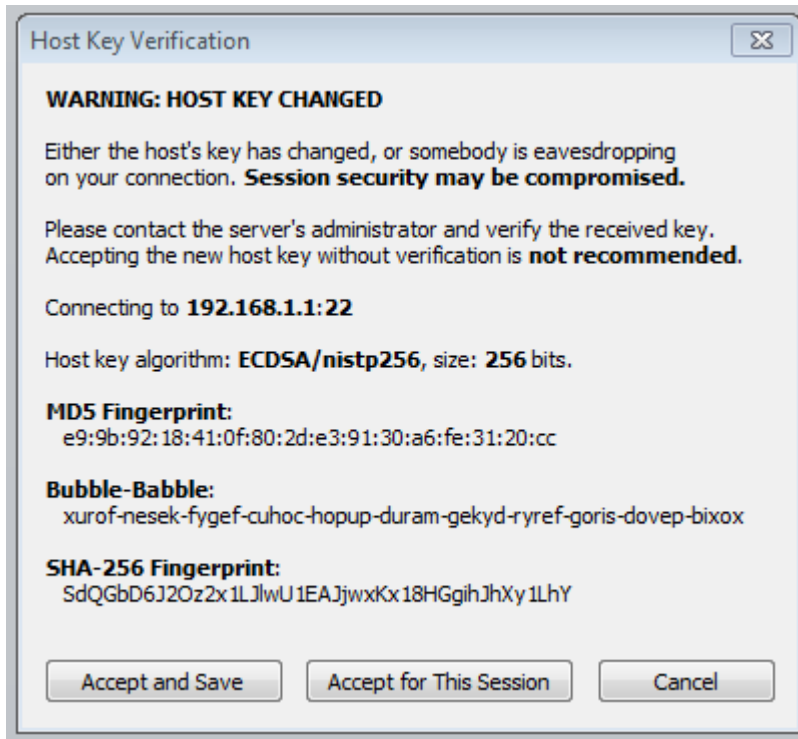 Host Key Verification
WARNING: HOST KEY CHANGED
Either the host's key has changed, or somebody is eavesdropping
on your connection. Session security may be compromised.
Please contact the server's administrator and verify the received key.
Accepting the new host key without verification is not recommended.
Connecting to 192.168.1.1:22
Host key algorithm: ECDSA/nistp256, size: 256 bits.
MD5 Fingerprint:
e9:9b:92:18:41:0f:80:2d:e3:91:30:a6:fe:31:20:cc
Bubble-Babble:
xurof-nesek-fygef-cuhoc-hopup-duram-gekyd-ryref-goris-dovep-bixox
SHA-256 Fingerprint:
SdQGbD6J2Oz2x1LJlwU1EAJjwxKx18HGgihJhXy1LhY
Accept and Save
Accept for This Session
Cancel